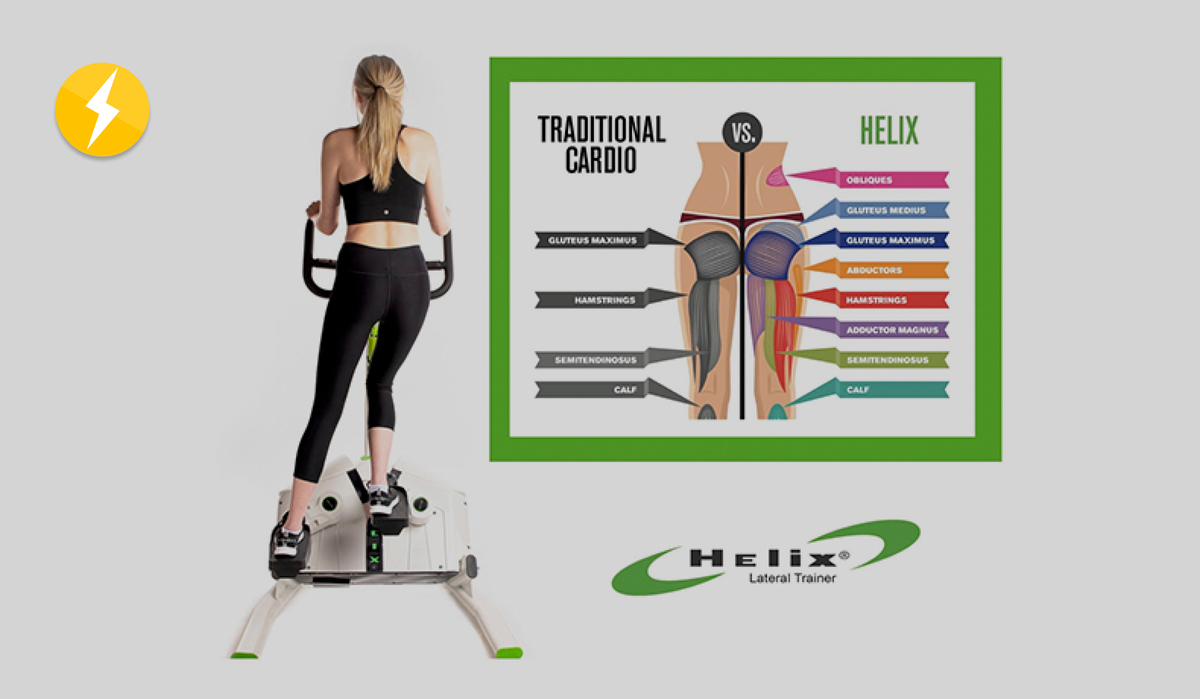 TRADITIONAL
CARDIO
VS.
HELIX
OBLIQUES
GLUTEUS MEDIUS
GLUTEUS MAXIMUS
GLUTEUS MAXIMUS
ABDUCTORS
HAMSTRINGS
HAMSTRINGS
ADDUCTOR MAGNUS
SEMITENDINOSUS
SEMITENDINOSUS
CALF
CALF
Helix®
Lateral Trainer